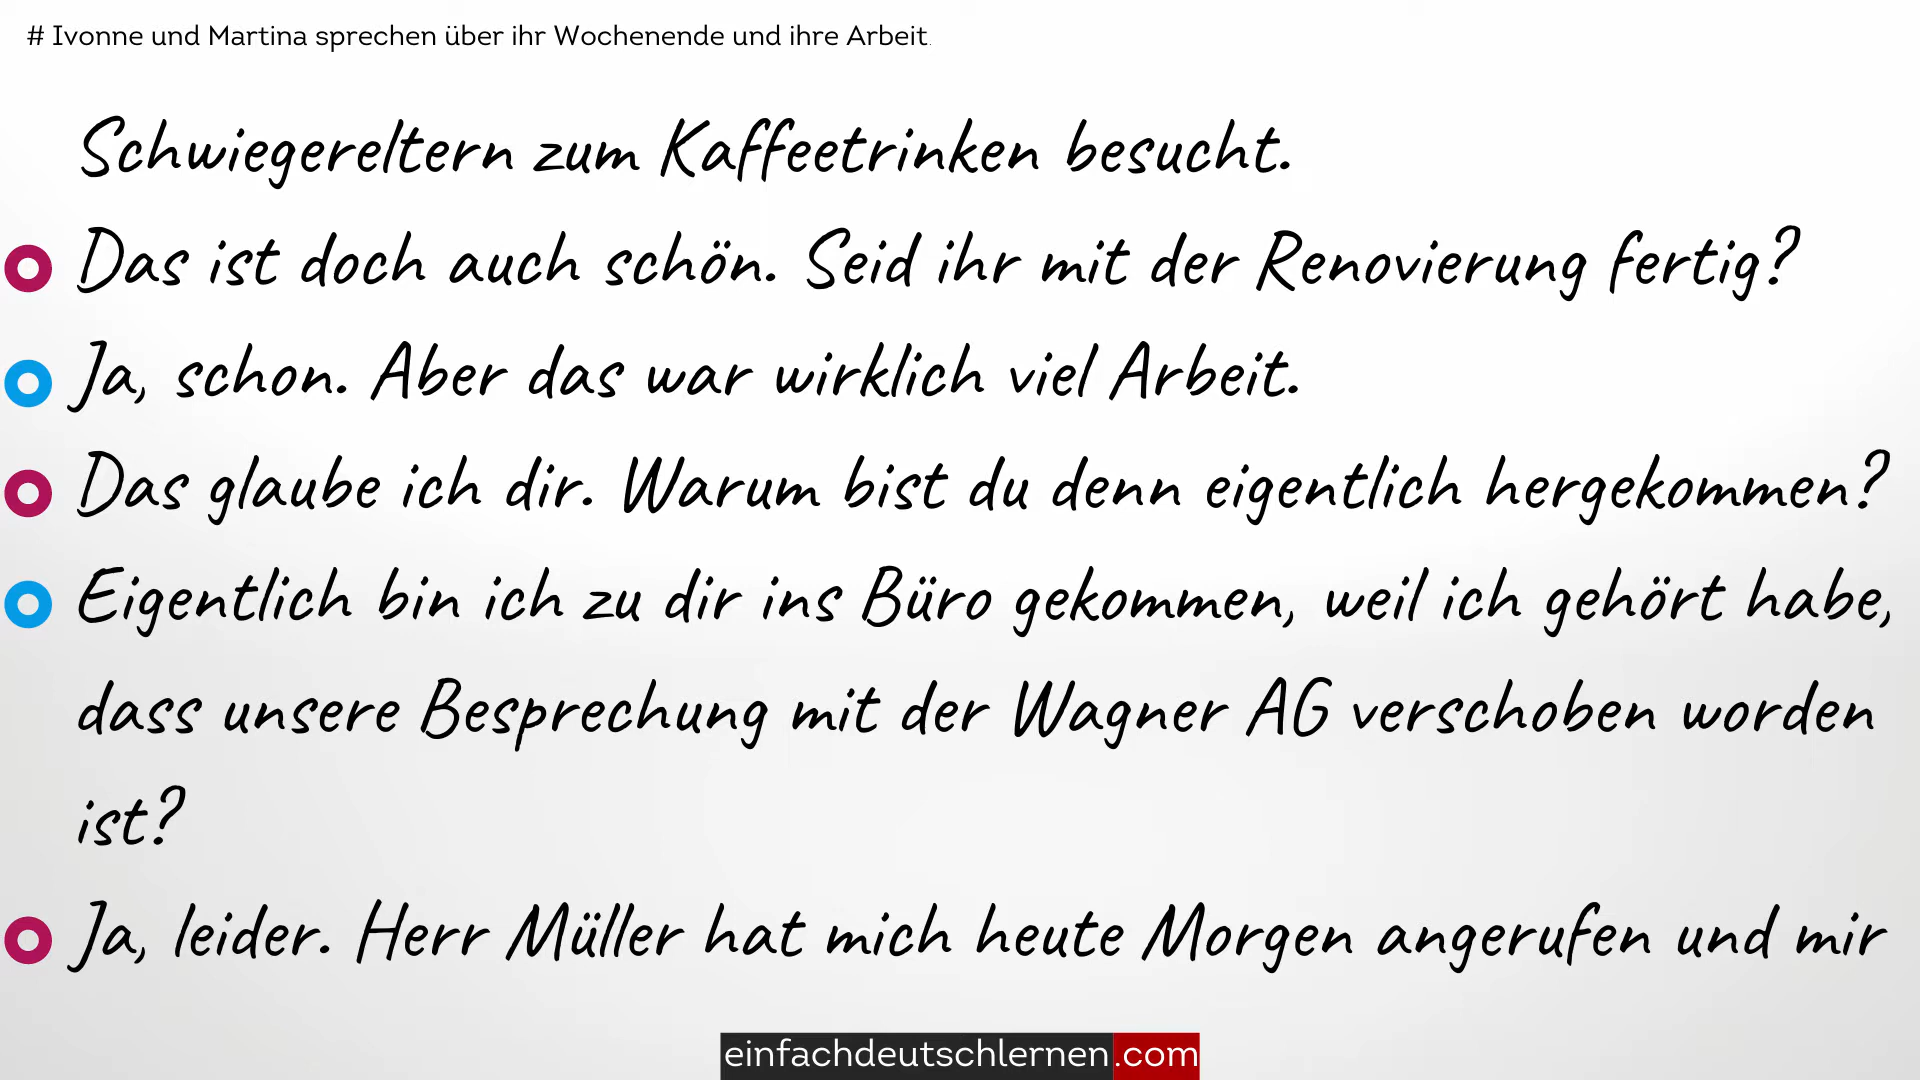 # Ivonne und Martina sprechen über ihr Wochenende und ihre Arbeit.
Schwiegereltern zum Kaffeetrinken besucht.
Das ist doch auch schön. Seid ihr mit der Renovierung fertig?
Ja, schon. Aber das war wirklich viel Arbeit.
Das glaube ich dir. Warum bist du denn eigentlich hergekommen?
Eigentlich bin ich zu dir ins Büro gekommen, weil ich gehört habe,
dass unsere Besprechung mit der Wagner AG verschoben worden
ist?
Ja, leider. Herr Müller hat mich heute Morgen angerufen und mir
einfachdeutschlernen.com